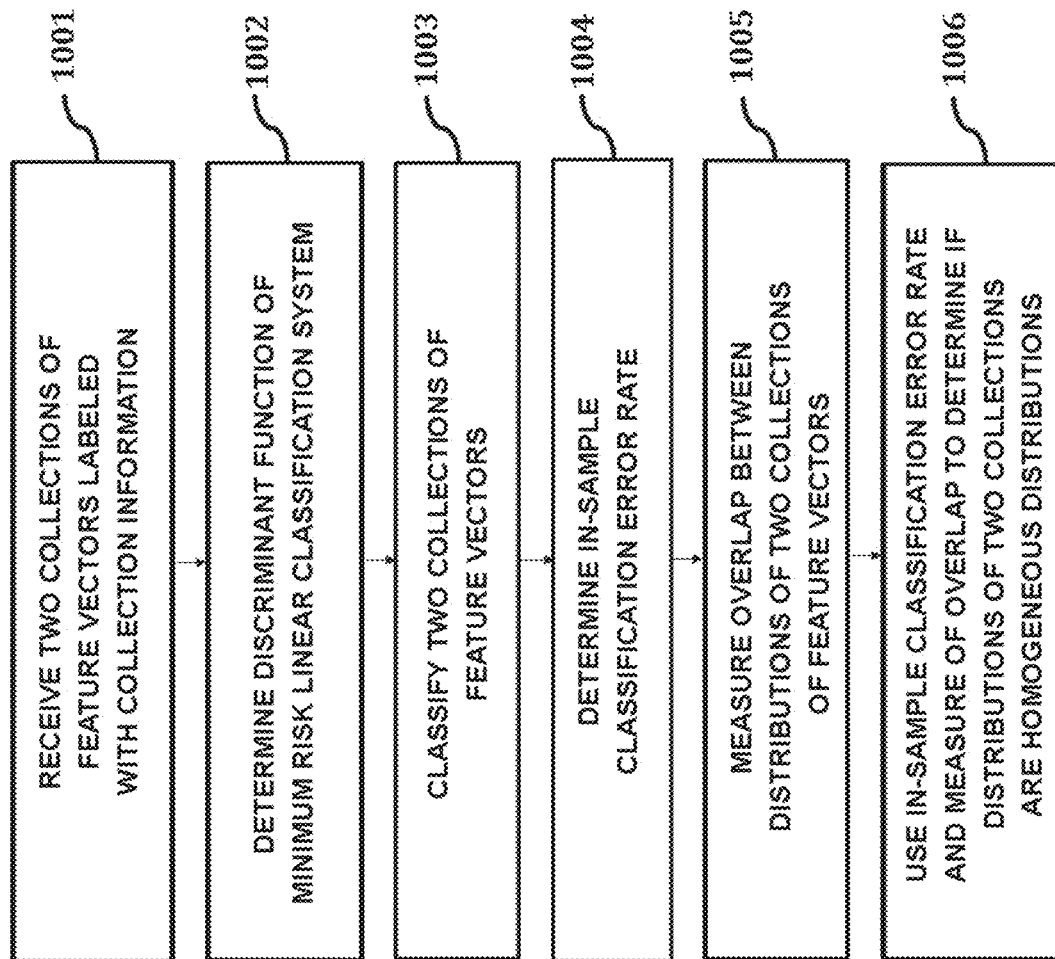 RECEIVE TWO COLLECTIONS OF
FEATURE VECTORS LABELED
WITH COLLECTION INFORMATION
1001
DETERMINE DISCRIMINANT FUNCTION OF
MINIMUM RISK LINEAR CLASSIFICATION SYSTEM
1002
CLASSIFY TWO COLLECTIONS OF
FEATURE VECTORS
1003
DETERMINE IN-SAMPLE
CLASSIFICATION ERROR RATE
1004
MEASURE OVERLAP BETWEEN
DISTRIBUTIONS OF TWO COLLECTIONS
OF FEATURE VECTORS
1005
USE IN-SAMPLE CLASSIFICATION ERROR RATE
AND MEASURE OF OVERLAP TO DETERMINE IF
DISTRIBUTIONS OF TWO COLLECTIONS
ARE HOMOGENEOUS DISTRIBUTIONS
1006